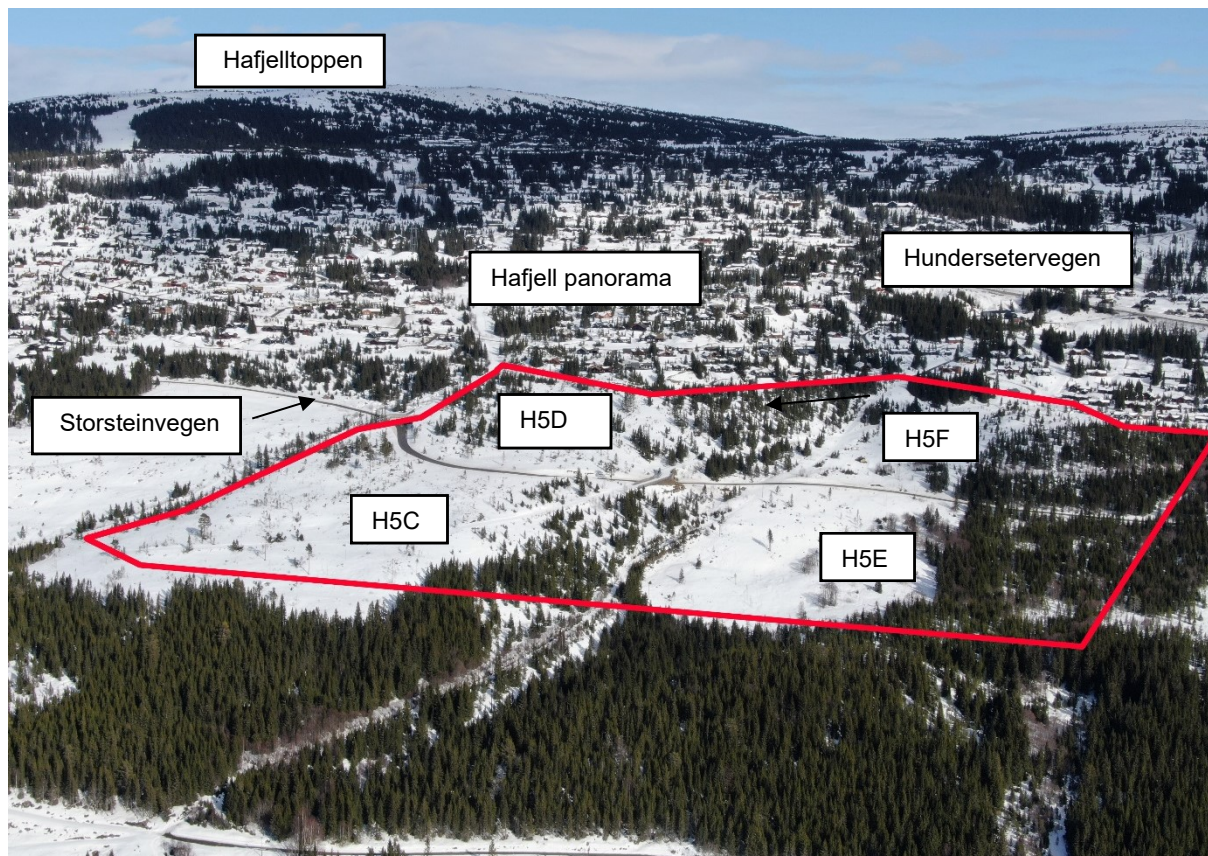 Hafjelltoppen
Hundersetervegen
Hafjell panorama
Storsteinvegen
H5D
H5F
H5C
H5E